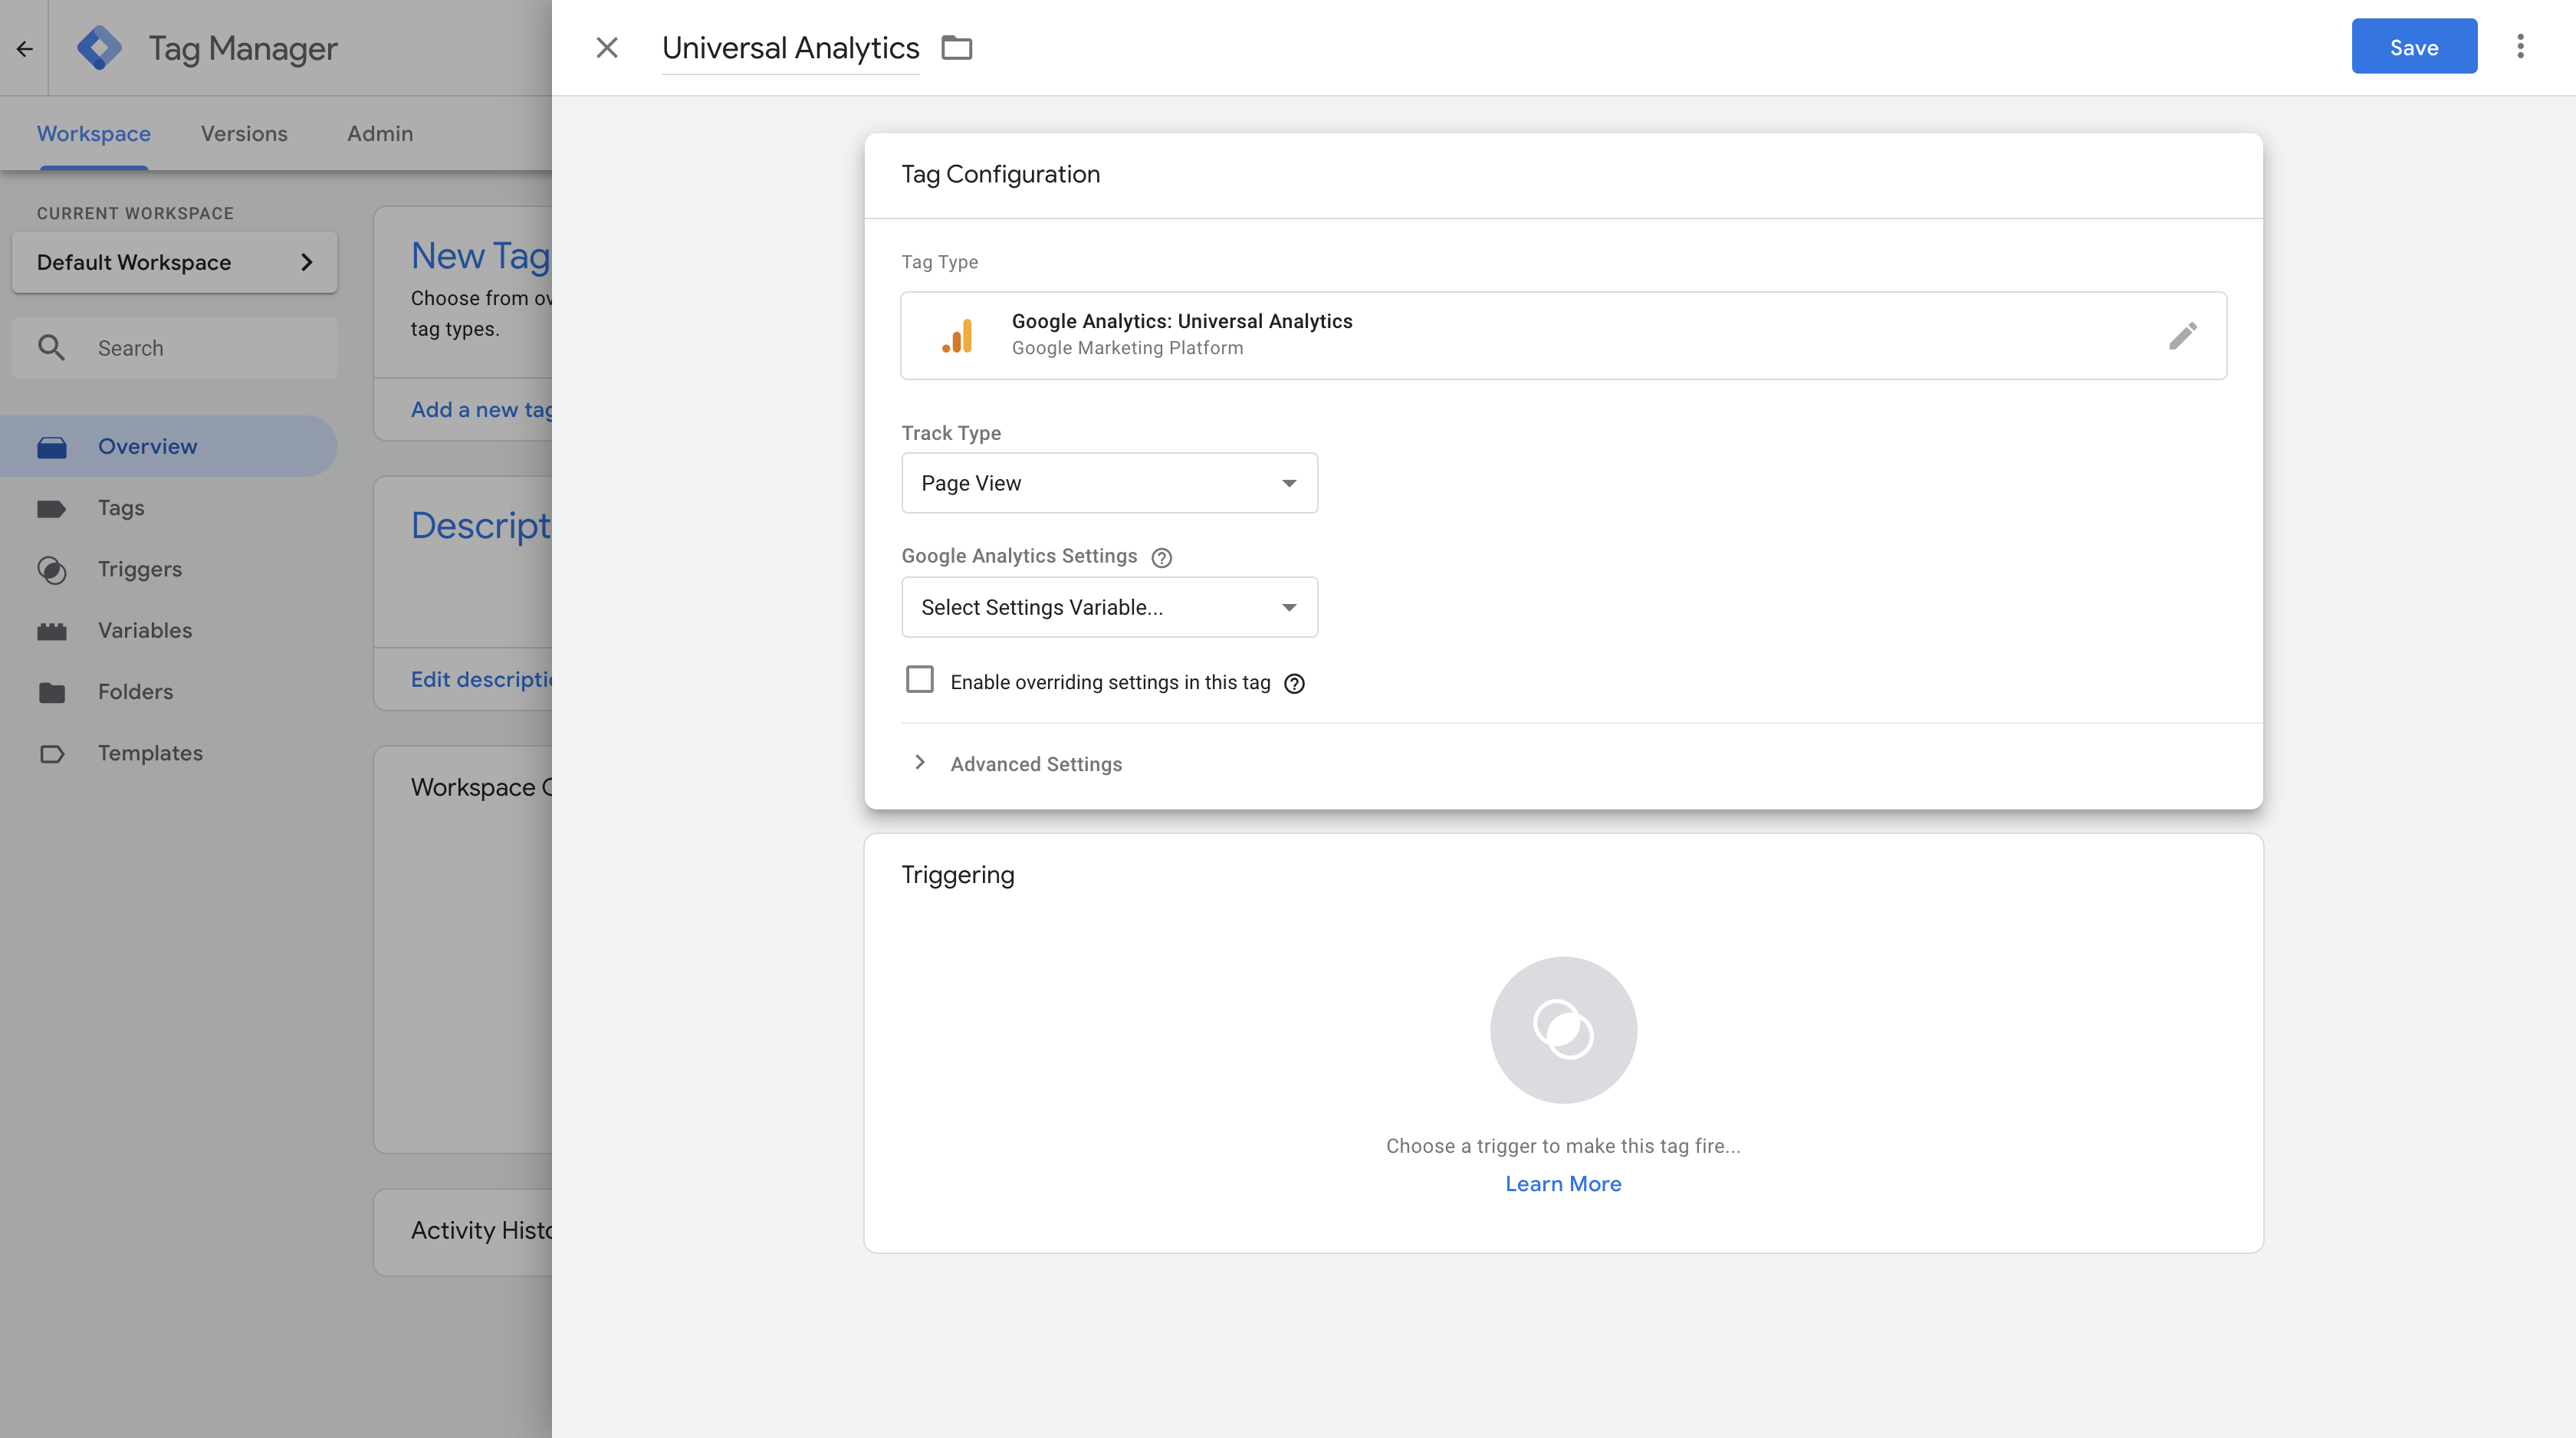 Tag Manager
Universal Analytics
Save
Workspace
Versions
Admin
CURRENT WORKSPACE
Default Workspace
Search
Overview
Tags
Triggers
Variables
Folders
Templates
New Tag
Choose from
tag types.
Add a new tag
Descript
Edit descripti
Workspace
Activity Histo
Tag Configuration
Tag Type
Google Analytics: Universal Analytics
Google Marketing Platform
Track Type
Page View
Google Analytics Settings
Select Settings Variable...
Enable overriding settings in this tag
Advanced Settings
Triggering
Choose a trigger to make this tag fire...
Learn More